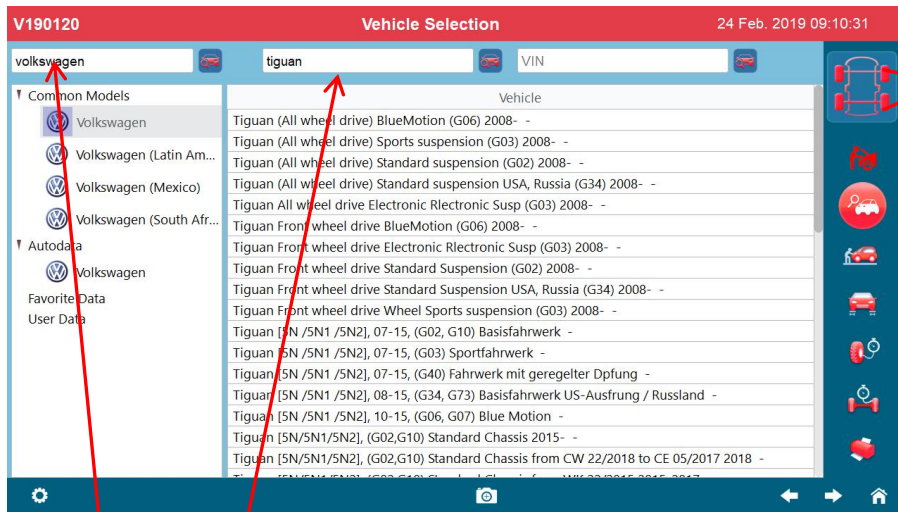 V190120
Vehicle Selection
24 Feb. 2019 09:10:31
volkswagen
tiguan
VIN
Common Models
Volkswagen
Volkswagen (Latin Am...
Volkswagen (Mexico)
Volkswagen (South Afr...
Autodata
Volkswagen
Favorite Data
User Data
Vehicle
Tiguan (All wheel drive) BlueMotion (G06) 2008- -
Tiguan (All wheel drive) Sports suspension (G03) 2008- -
Tiguan (All wheel drive) Standard suspension (G02) 2008- -
Tiguan (All wheel drive) Standard suspension USA, Russia (G34) 2008- -
Tiguan All wheel drive Electronic Rlectronic Susp (G03) 2008- -
Tiguan Front wheel drive BlueMotion (G06) 2008- -
Tiguan Front wheel drive Electronic Rlectronic Susp (G03) 2008- -
Tiguan Front wheel drive Standard Suspension (G02) 2008- -
Tiguan Front wheel drive Standard Suspension USA, Russia (G34) 2008- -
Tiguan Front wheel drive Wheel Sports suspension (G03) 2008- -
Tiguan [5N /5N1 /5N2], 07-15, (G02, G10) Basisfahrwerk -
Tiguan [5N /5N1 /5N2], 07-15, (G03) Sportfahrwerk -
Tiguan [5N /5N1 /5N2], 07-15, (G40) Fahrwerk mit geregelter Dpfung -
Tiguan [5N /5N1 /5N2], 08-15, (G34, G73) Basisfahrwerk US-Ausfrung / Russland -
Tiguan [5N /5N1 /5N2], 10-15, (G06, G07) Blue Motion -
Tiguan [5N/5N1/5N2], (G02,G10) Standard Chassis 2015- -
Tiguan [5N/5N1/5N2], (G02,G10) Standard Chassis from CW 22/2018 to CE 05/2017 2018 -